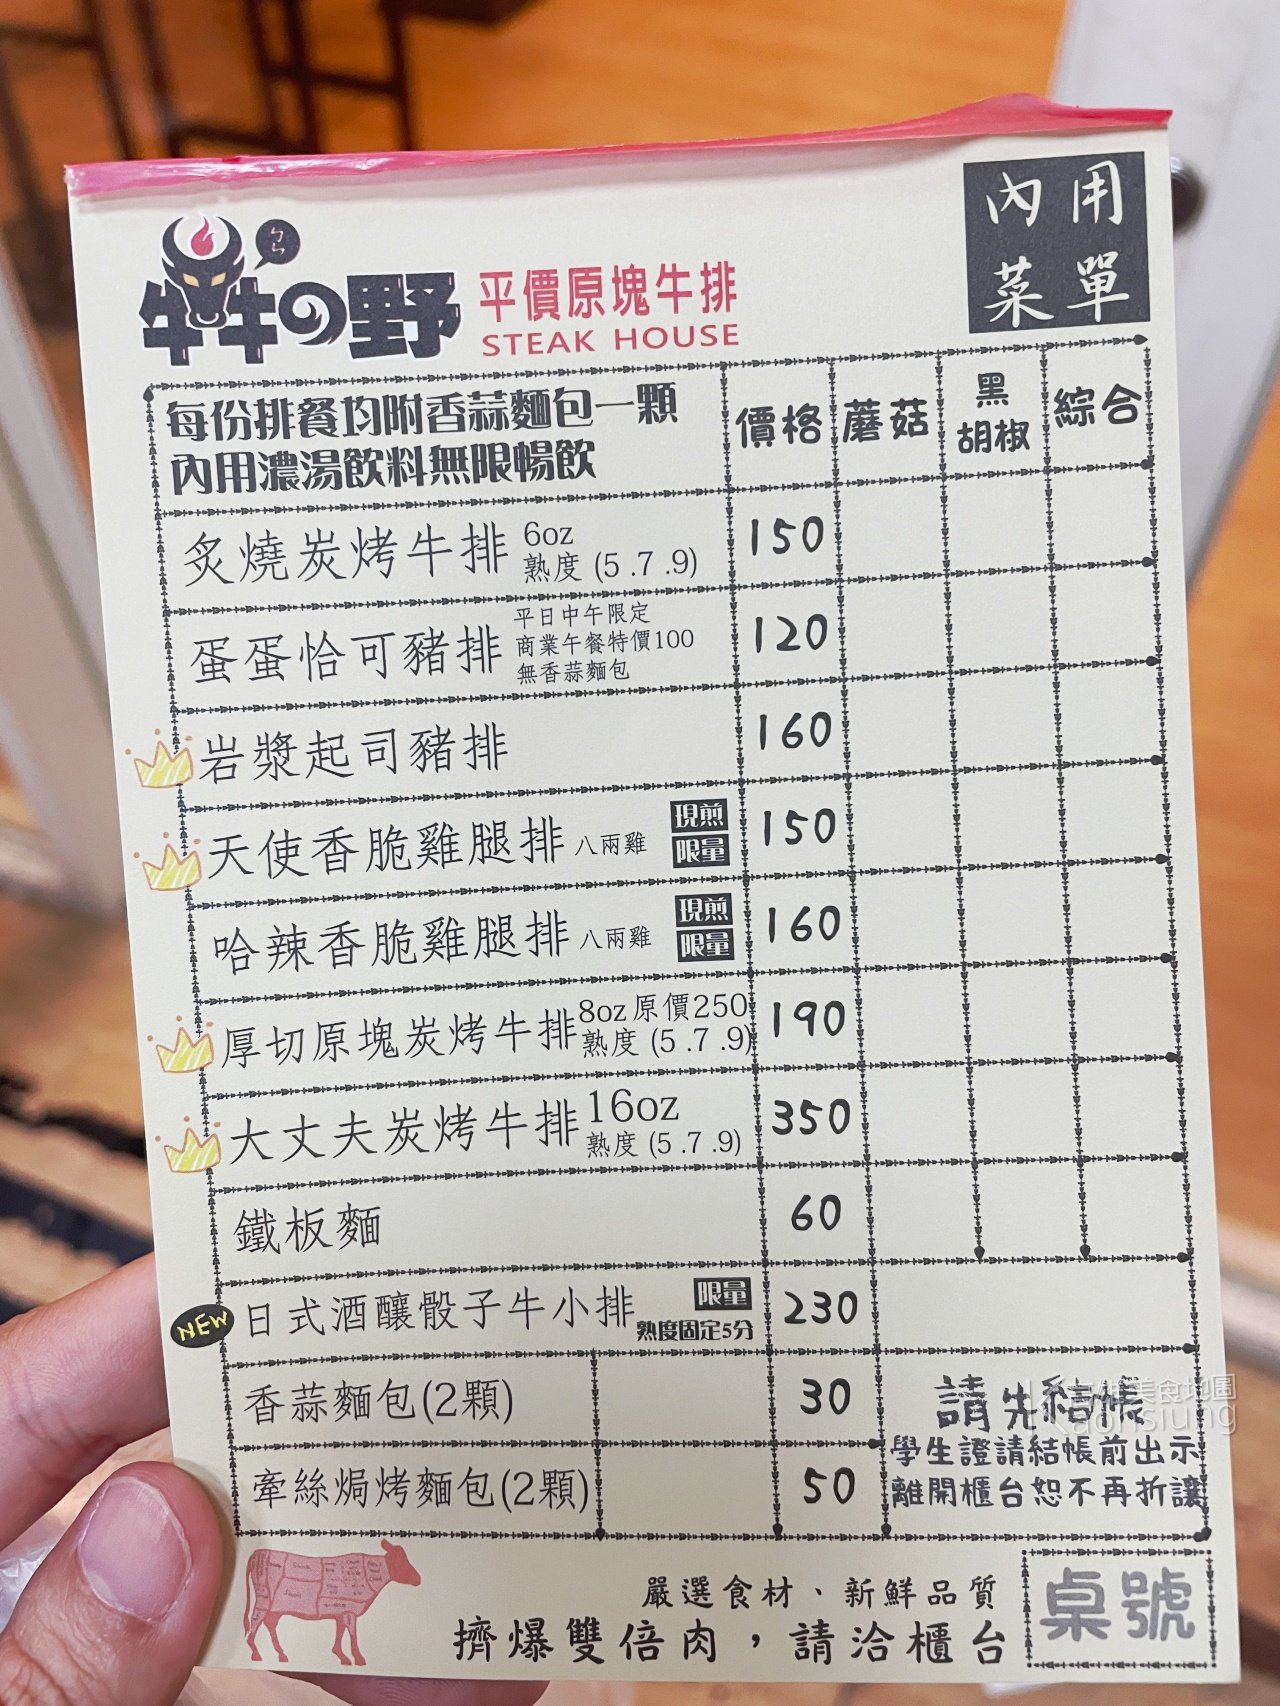 內用
菜單
ㄅㄣ
犇の野 平價原塊牛排
STEAK HOUSE
每份排餐均附香蒜麵包一顆
內用濃湯飲料無限暢飲
價格 蘑菇 黑胡椒 綜合
炙燒炭烤牛排 6oz 熟度 (5 .7 .9) 150
蛋蛋恰可豬排 平日中午限定 商業午餐特價100 無香蒜麵包 120
岩漿起司豬排 160
天使香脆雞腿排 八兩雞 現煎 限量 150
哈辣香脆雞腿排 八兩雞 現煎 限量 160
厚切原塊炭烤牛排 8oz原價250 熟度 (5 .7 .9) 190
大丈夫炭烤牛排 16oz 熟度 (5 .7 .9) 350
鐵板麵 60
NEW 日式酒釀骰子牛小排 限量 熟度固定5分 230
香蒜麵包(2顆) 30
牽絲焗烤麵包(2顆) 50
請先結帳
學生證請結帳前出示
離開櫃台恕不再折讓
美食地圖
Kaohsiung
嚴選食材、新鮮品質
擠爆雙倍肉，請洽櫃台
桌號